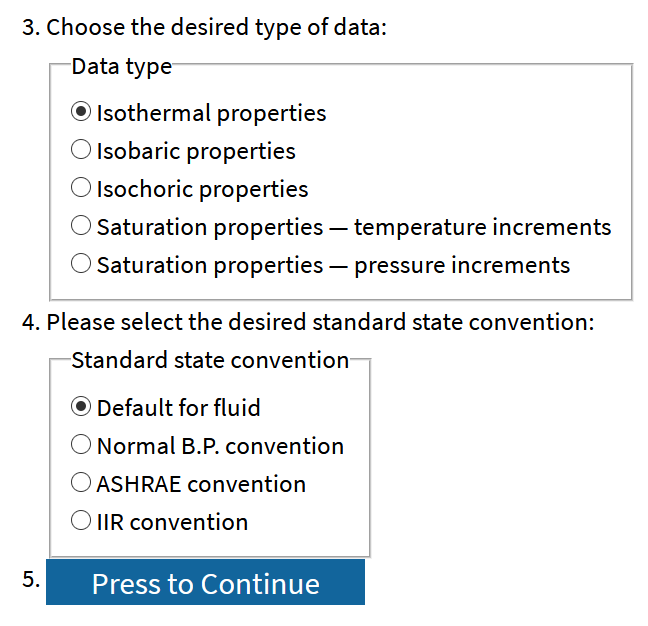 3. Choose the desired type of data:
Data type
Isothermal properties
Isobaric properties
Isochoric properties
Saturation properties — temperature increments
Saturation properties — pressure increments
4. Please select the desired standard state convention:
Standard state convention
Default for fluid
Normal B.P. convention
ASHRAE convention
IIR convention
5. Press to Continue